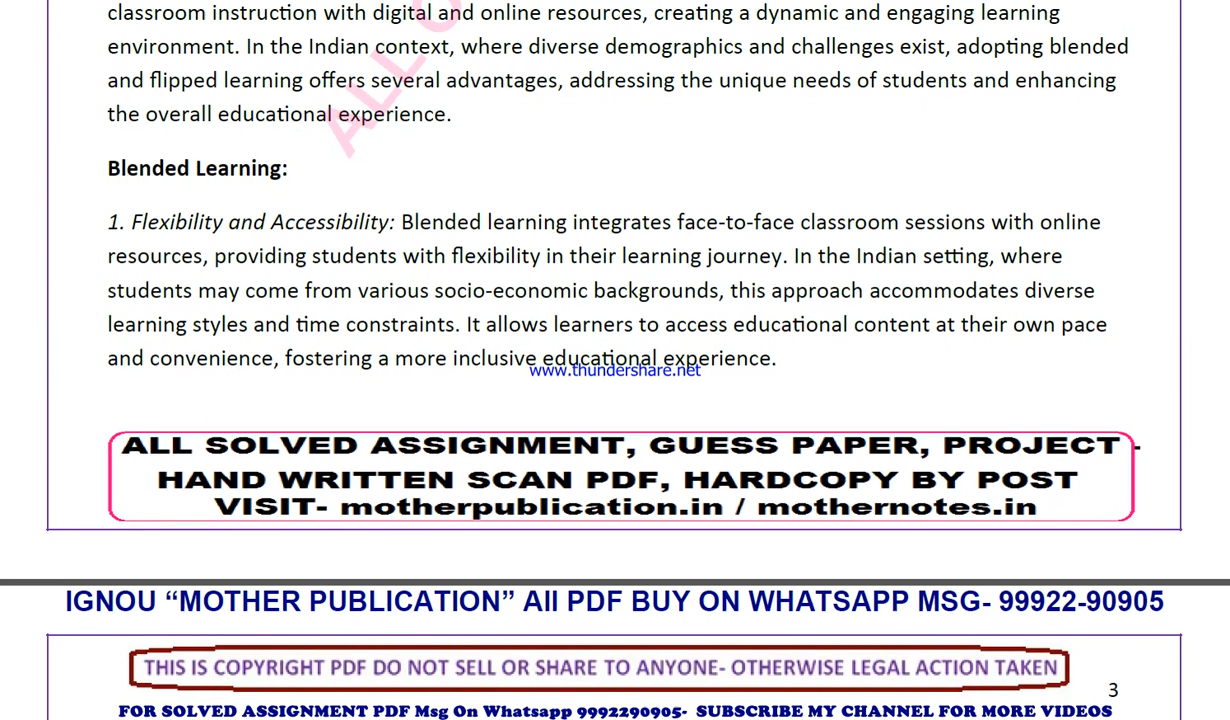 classroom instruction with digital and online resources, creating a dynamic and engaging learning
environment. In the Indian context, where diverse demographics and challenges exist, adopting blended
and flipped learning offers several advantages, addressing the unique needs of students and enhancing
the overall educational experience.
ALL
Blended Learning:
1. Flexibility and Accessibility: Blended learning integrates face-to-face classroom sessions with online
resources, providing students with flexibility in their learning journey. In the Indian setting, where
students may come from various socio-economic backgrounds, this approach accommodates diverse
learning styles and time constraints. It allows learners to access educational content at their own pace
and convenience, fostering a more inclusive educational experience.
www.thundershare.net
ALL SOLVED ASSIGNMENT, GUESS PAPER, PROJECT -
HAND WRITTEN SCAN PDF, HARDCOPY BY POST
VISIT- motherpublication.in / mothernotes.in
IGNOU “MOTHER PUBLICATION” All PDF BUY ON WHATSAPP MSG- 99922-90905
THIS IS COPYRIGHT PDF DO NOT SELL OR SHARE TO ANYONE- OTHERWISE LEGAL ACTION TAKEN
3
FOR SOLVED ASSIGNMENT PDF Msg On Whatsapp 9992290905- SUBSCRIBE MY CHANNEL FOR MORE VIDEOS